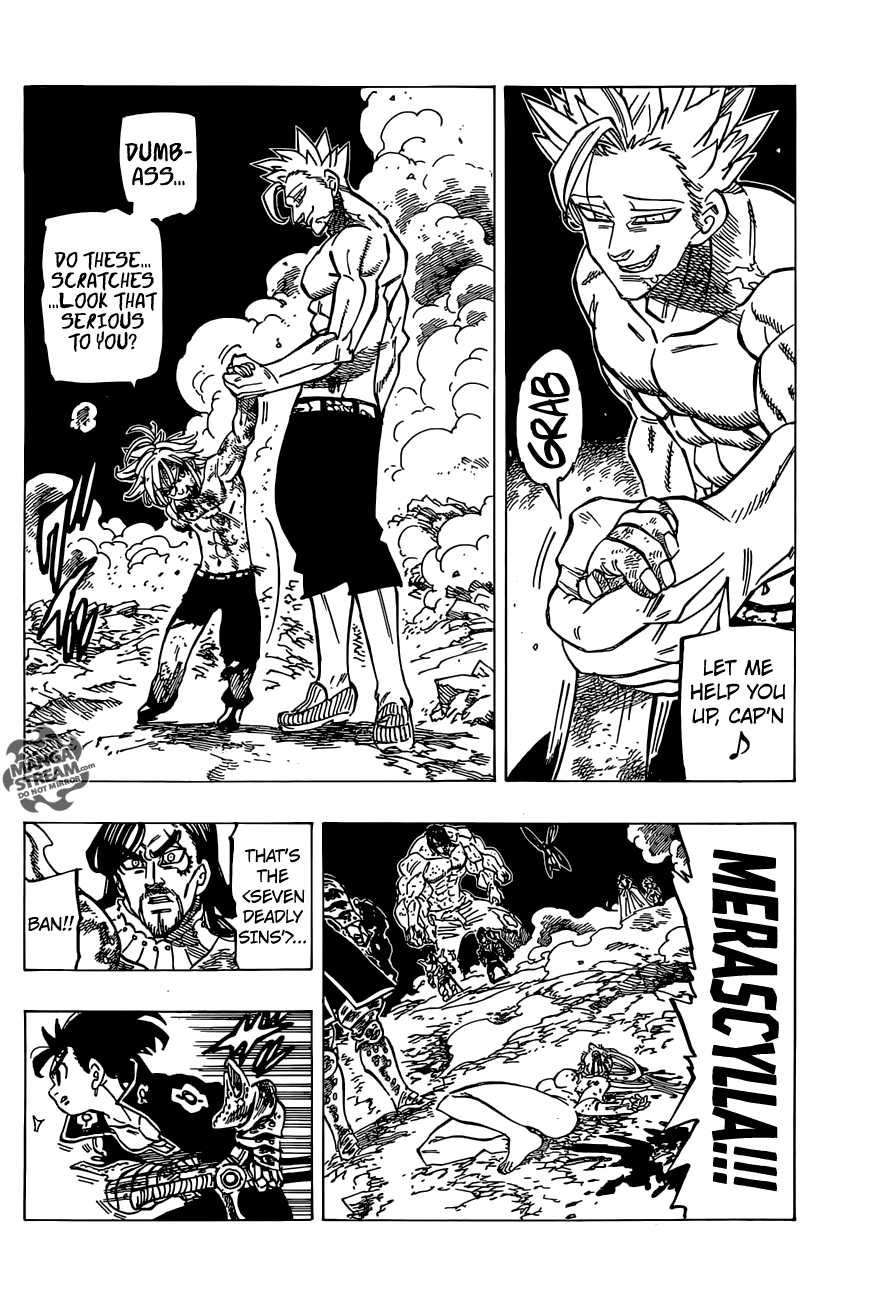 GRAB
LET ME
HELP YOU
UP, CAP'N
♪
DUMB-
ASS...
DO THESE...
SCRATCHES
...LOOK THAT
SERIOUS
TO YOU?
MANGA
STREAM.com
DO NOT MIRROR!
MERASCYLLA!!!
THAT'S
THE
<SEVEN
DEADLY
SINS'?...
BAN!!